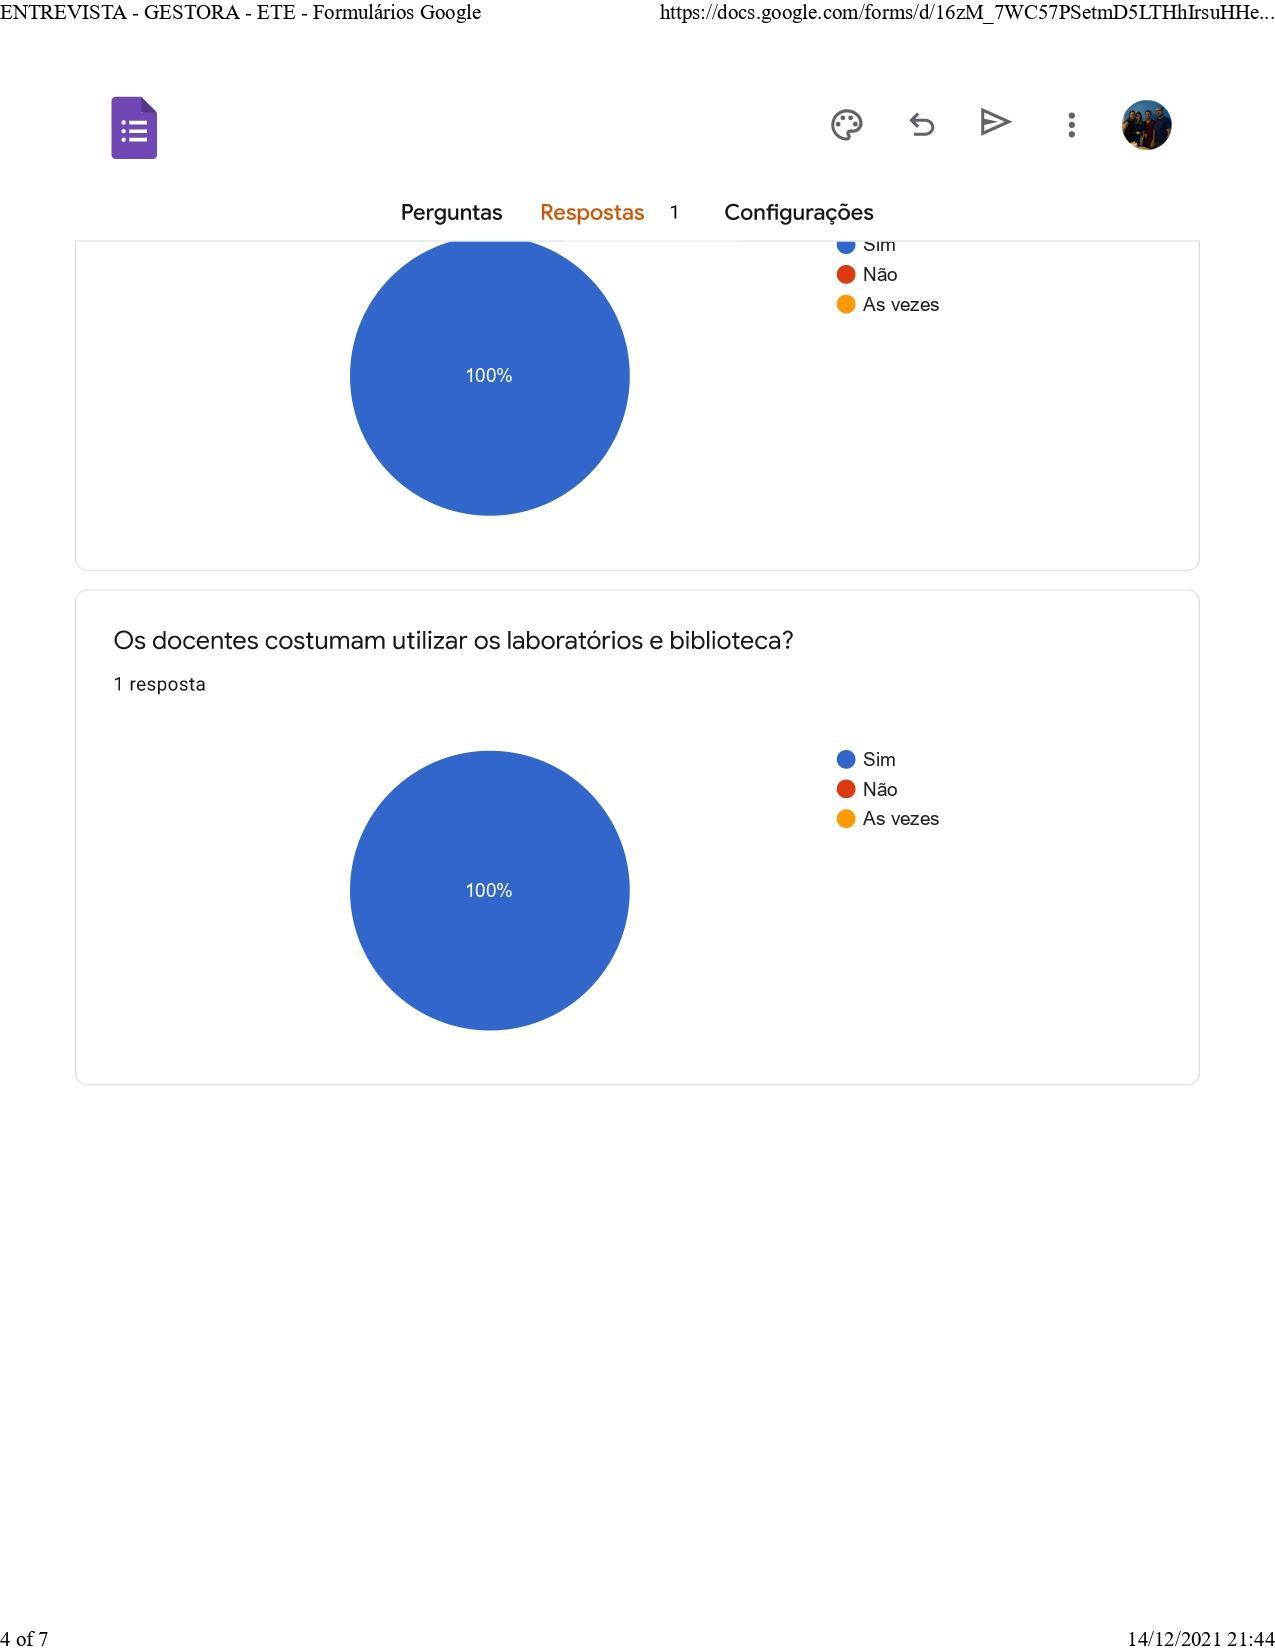 ENTREVISTA - GESTORA - ETE - Formulários Google
https://docs.google.com/forms/d/16zM_7WC57PSetmD5LTHhIrsuHHe...
Perguntas Respostas 1 Configurações
Sim
Não
As vezes
100%
Os docentes costumam utilizar os laboratórios e biblioteca?
1 resposta
Sim
Não
As vezes
100%
4 of 7
14/12/2021 21:44